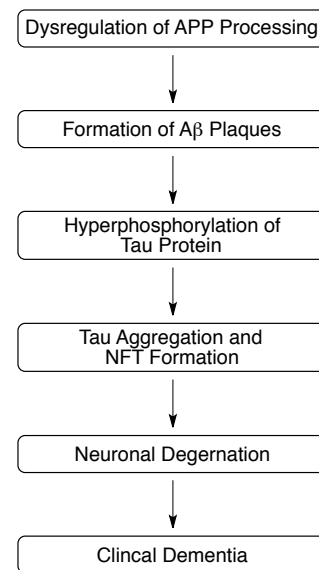 Dysregulation of APP Processing
Formation of Aβ Plaques
Hyperphosphorylation of
Tau Protein
Tau Aggregation and
NFT Formation
Neuronal Degernation
Clincal Dementia